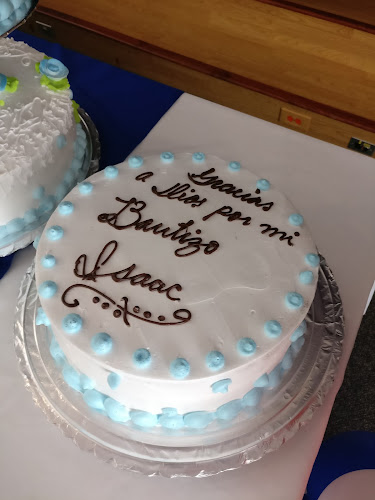 Gracias
a Dios por mi
Bautizo
Isaac